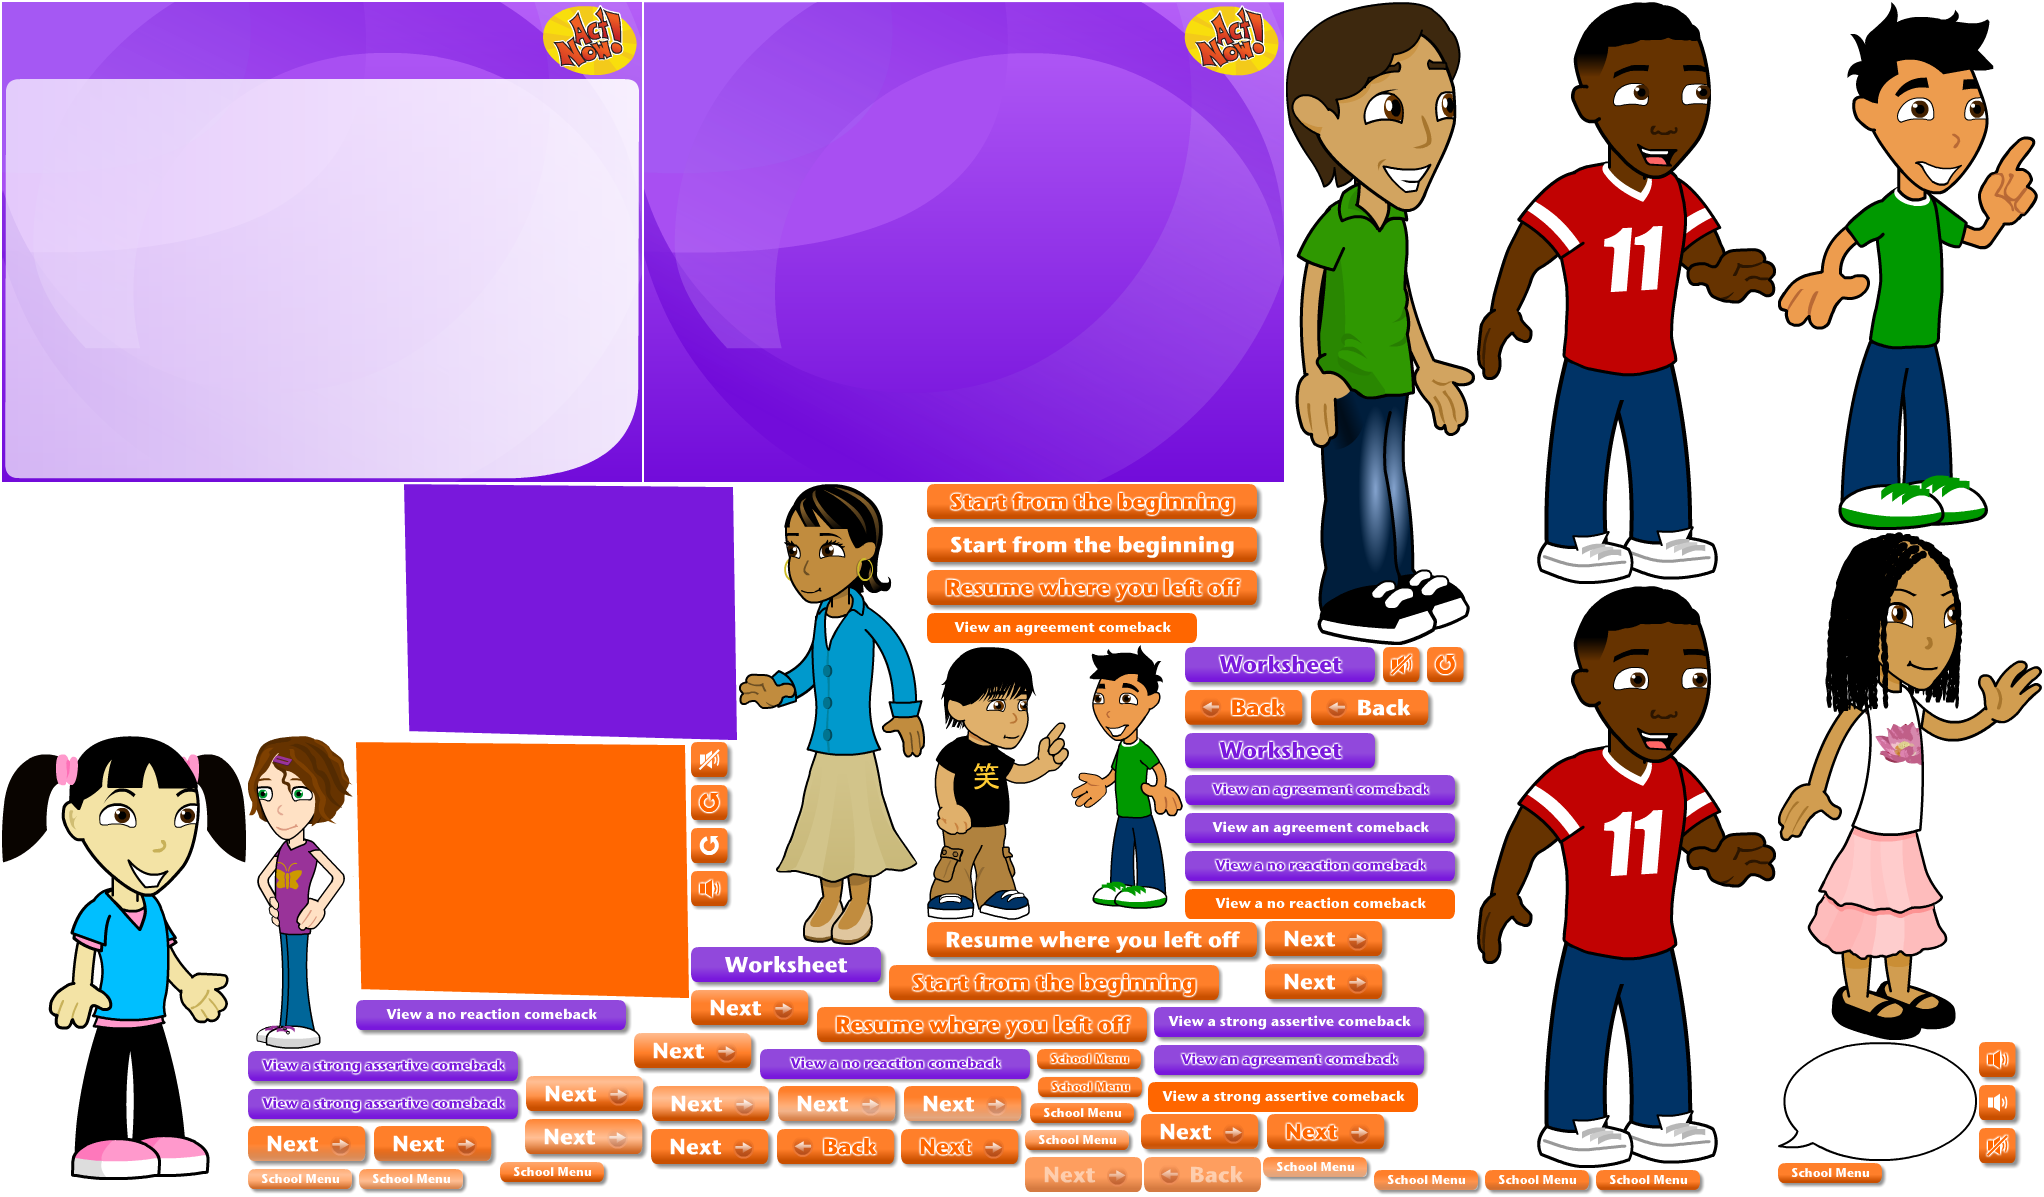 Act
Now!
Act
Now!
11
Start from the beginning
Start from the beginning
Resume where you left off
View an agreement comeback
Worksheet
Back
Back
Worksheet
笑
View an agreement comeback
View an agreement comeback
View a no reaction comeback
View a no reaction comeback
11
Resume where you left off
Next
Worksheet
Start from the beginning
Next
Next
View a no reaction comeback
Resume where you left off
View a strong assertive comeback
Next
View a no reaction comeback
School Menu
View an agreement comeback
View a strong assertive comeback
Next
School Menu
View a strong assertive comeback
View a strong assertive comeback
Next
Next
Next
School Menu
Next
Next
Next
Next
Back
Next
School Menu
Next
Next
School Menu
School Menu
School Menu
Next
Back
School Menu
School Menu
School Menu
School Menu
School Menu